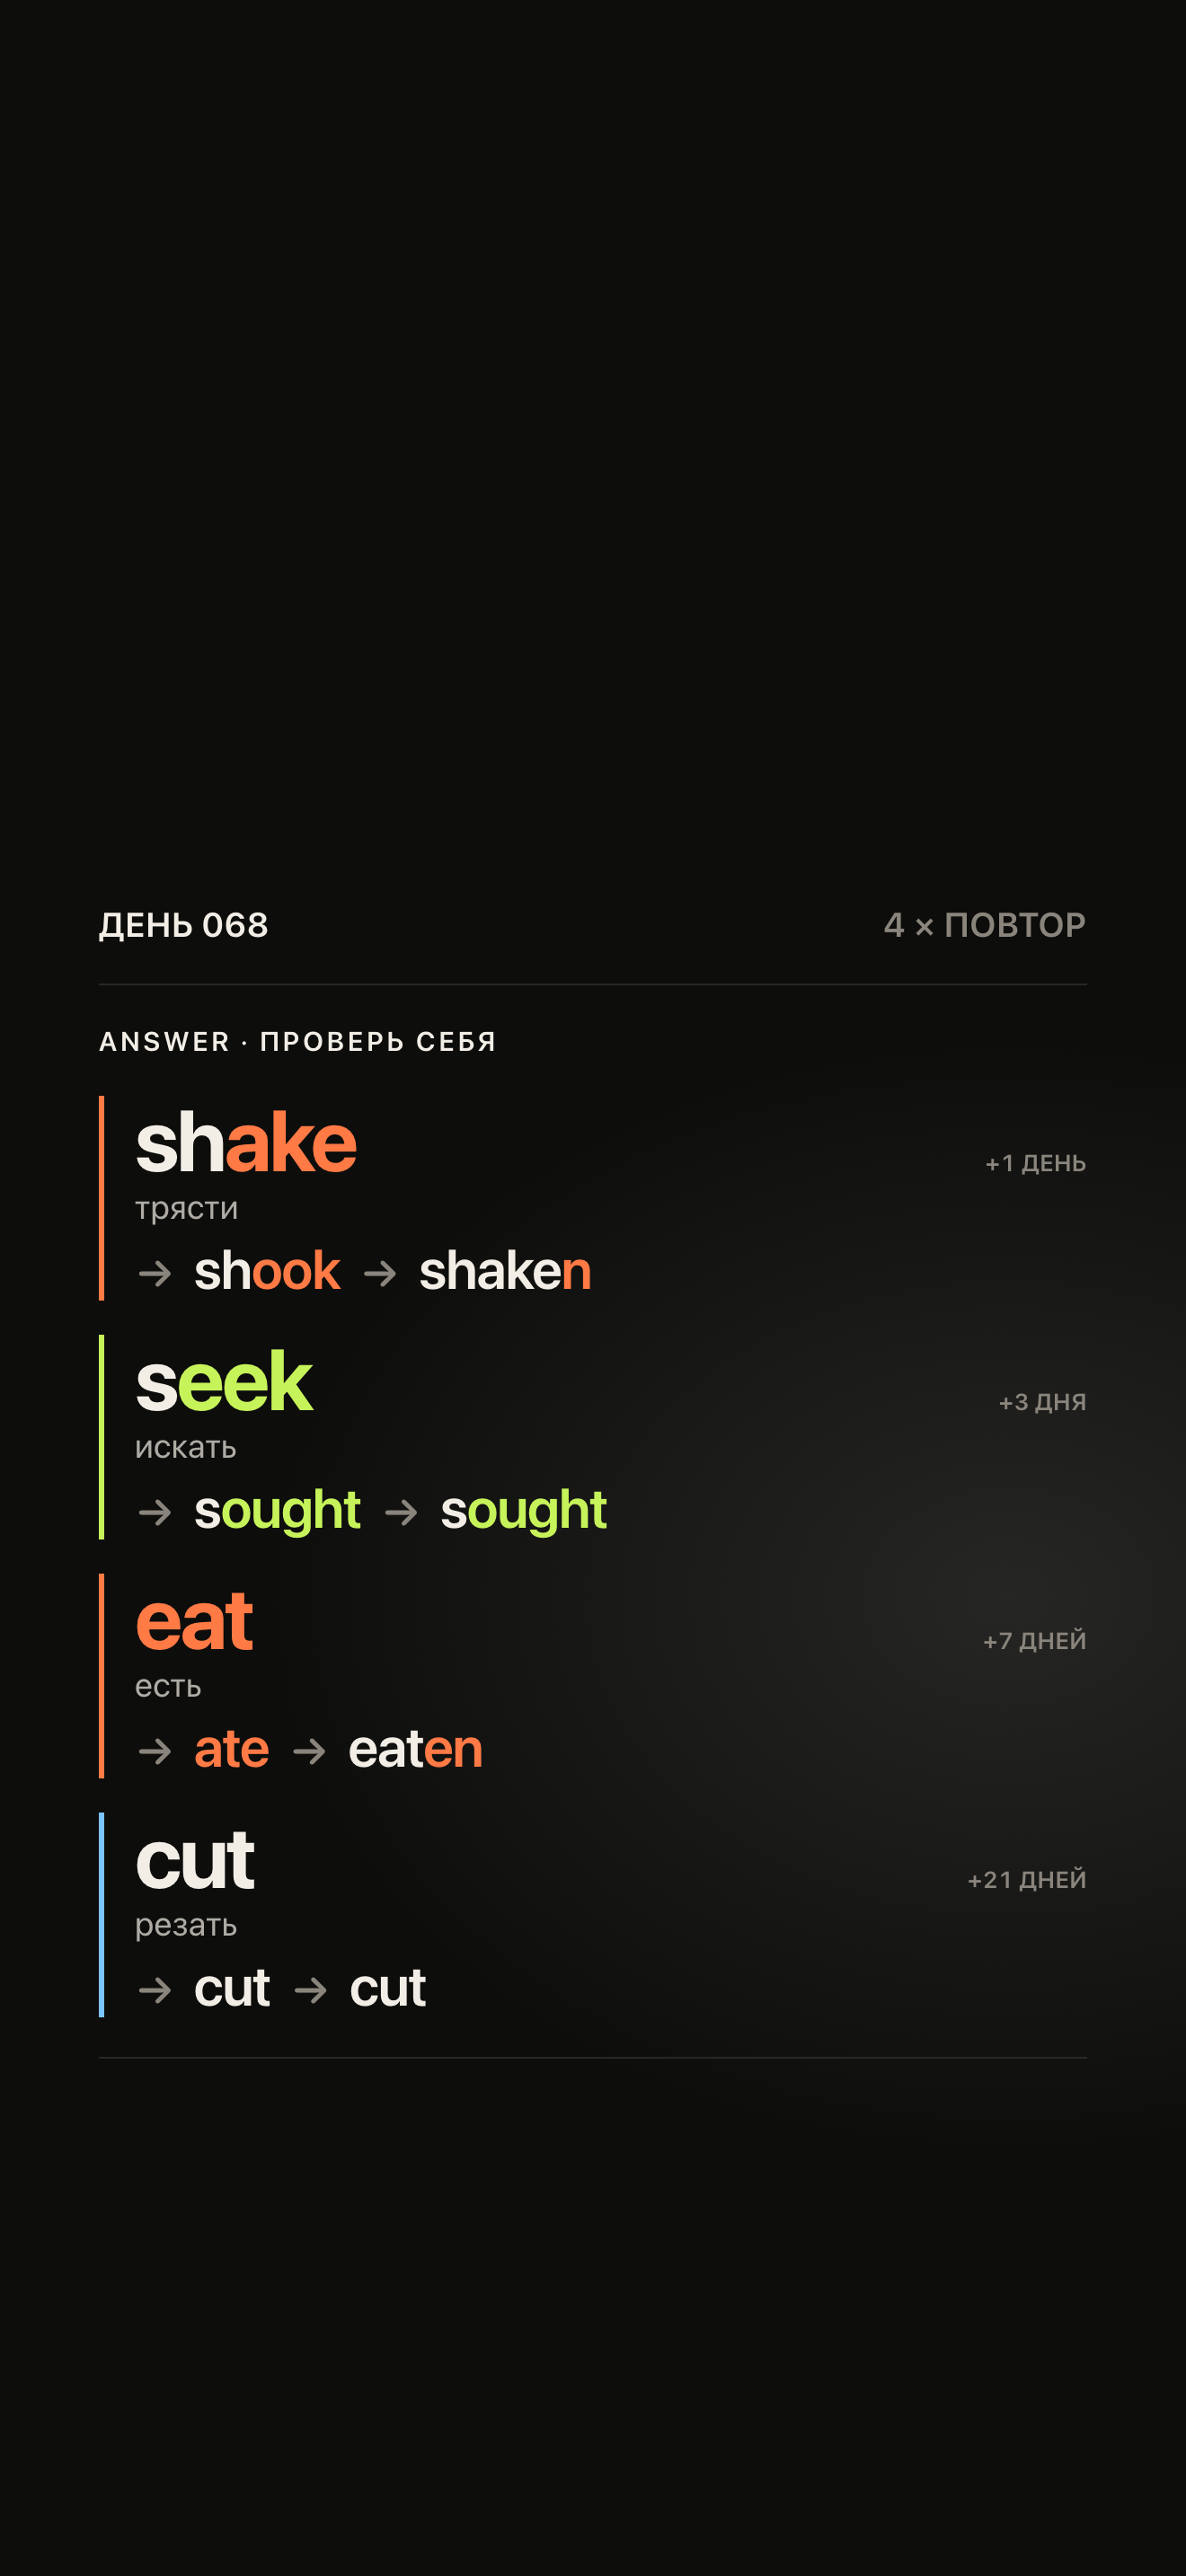 ДЕНЬ 068
4 × ПОВТОР
ANSWER · ПРОВЕРЬ СЕБЯ
shake
+1 ДЕНЬ
трясти
→ shook → shaken
seek
+3 ДНЯ
искать
→ sought → sought
eat
+7 ДНЕЙ
есть
→ ate → eaten
cut
+21 ДНЕЙ
резать
→ cut → cut